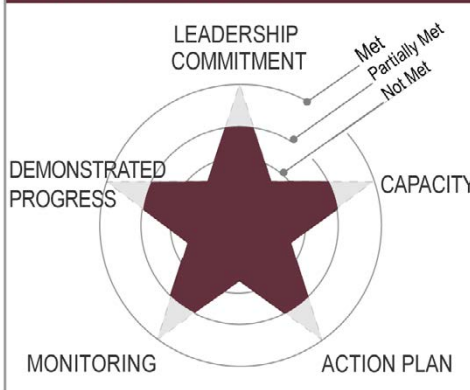 LEADERSHIP
COMMITMENT
Met
Partially Met
Not Met
DEMONSTRATED
PROGRESS
CAPACITY
MONITORING
ACTION PLAN